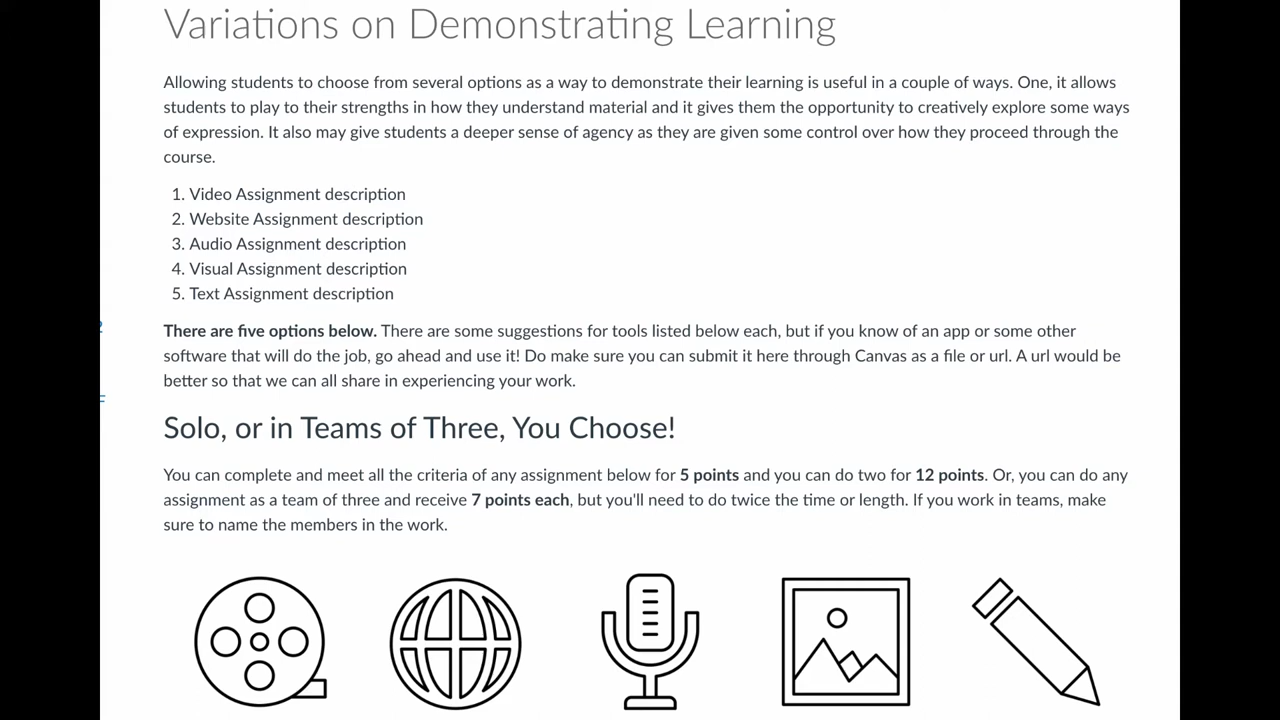 Variations on Demonstrating Learning
Allowing students to choose from several options as a way to demonstrate their learning is useful in a couple of ways. One, it allows
students to play to their strengths in how they understand material and it gives them the opportunity to creatively explore some ways
of expression. It also may give students a deeper sense of agency as they are given some control over how they proceed through the
course.
1. Video Assignment description
2. Website Assignment description
3. Audio Assignment description
4. Visual Assignment description
5. Text Assignment description
There are five options below. There are some suggestions for tools listed below each, but if you know of an app or some other
software that will do the job, go ahead and use it! Do make sure you can submit it here through Canvas as a file or url. A url would be
better so that we can all share in experiencing your work.
Solo, or in Teams of Three, You Choose!
You can complete and meet all the criteria of any assignment below for 5 points and you can do two for 12 points. Or, you can do any
assignment as a team of three and receive 7 points each, but you'll need to do twice the time or length. If you work in teams, make
sure to name the members in the work.